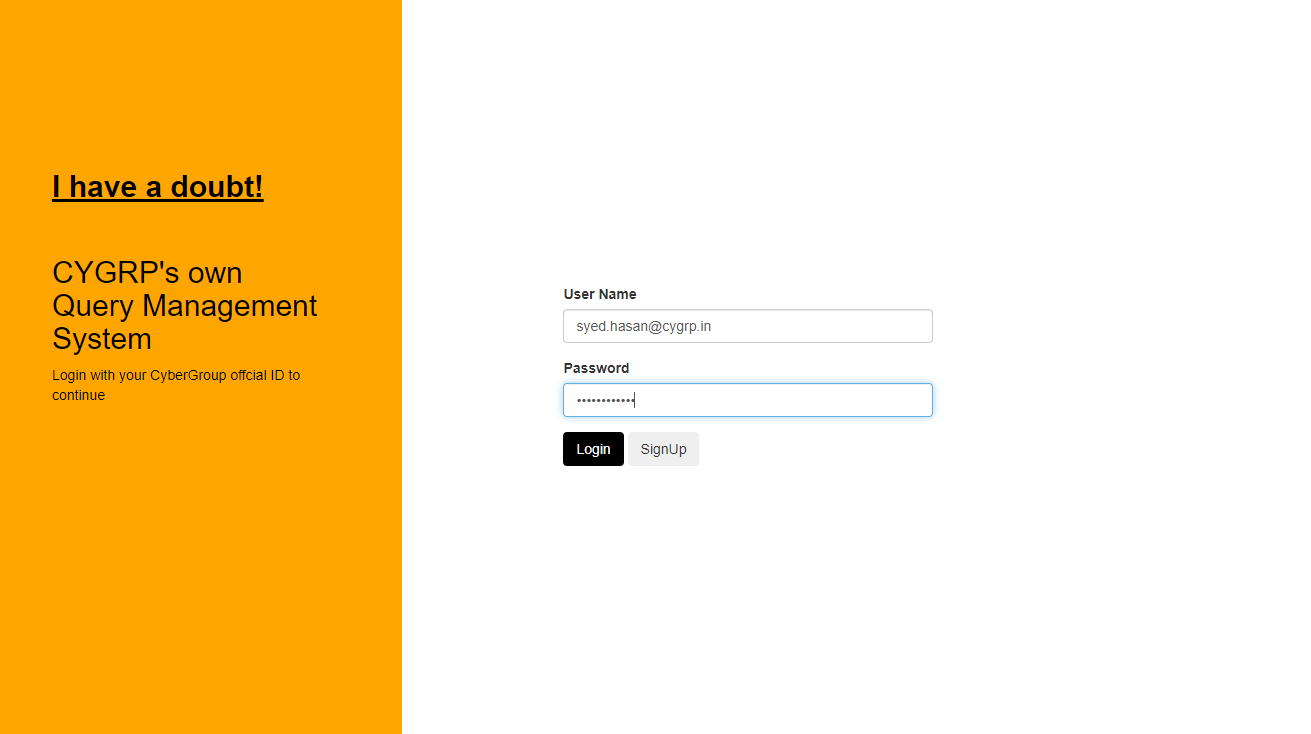 I have a doubt!
CYGRP's own
Query Management
System
Login with your CyberGroup offcial ID to
continue
User Name
syed.hasan@cygrp.in
Password
••••••••••••
Login SignUp